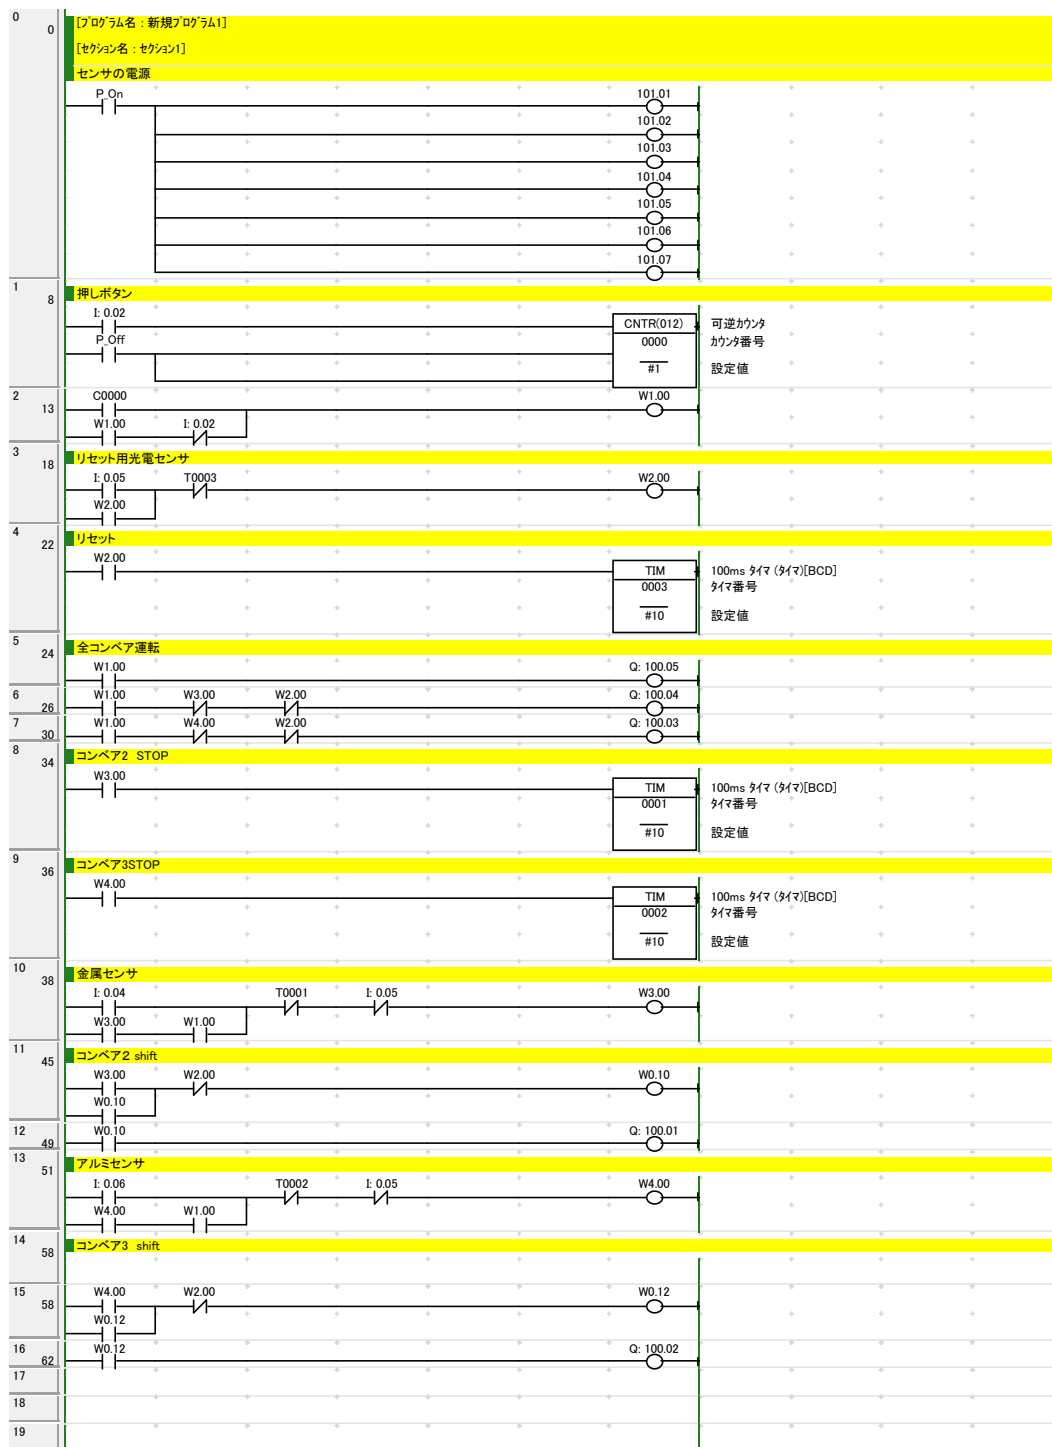 0
0
[プログラム名 : 新規プログラム1]
[セクション名 : セクション1]
センサの電源
P_On
101.01
101.02
101.03
101.04
101.05
101.06
101.07
1
8
押しボタン
I: 0.02
P_Off
CNTR(012)
可逆カウンタ
0000
カウンタ番号
#1
設定値
2
13
C0000
W1.00
W1.00
I: 0.02
3
18
リセット用光電センサ
I: 0.05
T0003
W2.00
W2.00
4
22
リセット
W2.00
TIM
100ms タイマ (タイマ)[BCD]
0003
タイマ番号
#10
設定値
5
24
全コンベア運転
W1.00
Q: 100.05
6
26
W1.00
W3.00
W2.00
Q: 100.04
7
30
W1.00
W4.00
W2.00
Q: 100.03
8
34
コンベア2 STOP
W3.00
TIM
100ms タイマ (タイマ)[BCD]
0001
タイマ番号
#10
設定値
9
36
コンベア3STOP
W4.00
TIM
100ms タイマ (タイマ)[BCD]
0002
タイマ番号
#10
設定値
10
38
金属センサ
I: 0.04
T0001
I: 0.05
W3.00
W3.00
W1.00
11
45
コンベア２ shift
W3.00
W2.00
W0.10
W0.10
12
49
W0.10
Q: 100.01
13
51
アルミセンサ
I: 0.06
T0002
I: 0.05
W4.00
W4.00
W1.00
14
58
コンベア3 shift
15
58
W4.00
W2.00
W0.12
W0.12
16
62
W0.12
Q: 100.02
17
18
19